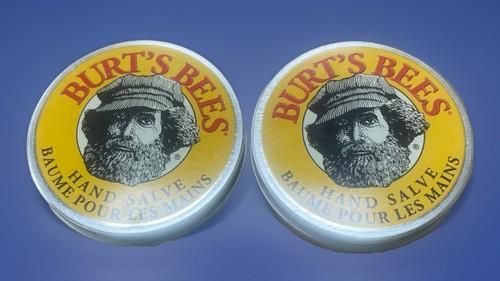 BURT'S BEES®
®
HAND SALVE
BAUME POUR LES MAINS
BURT'S BEES®
®
HAND SALVE
BAUME POUR LES MAINS